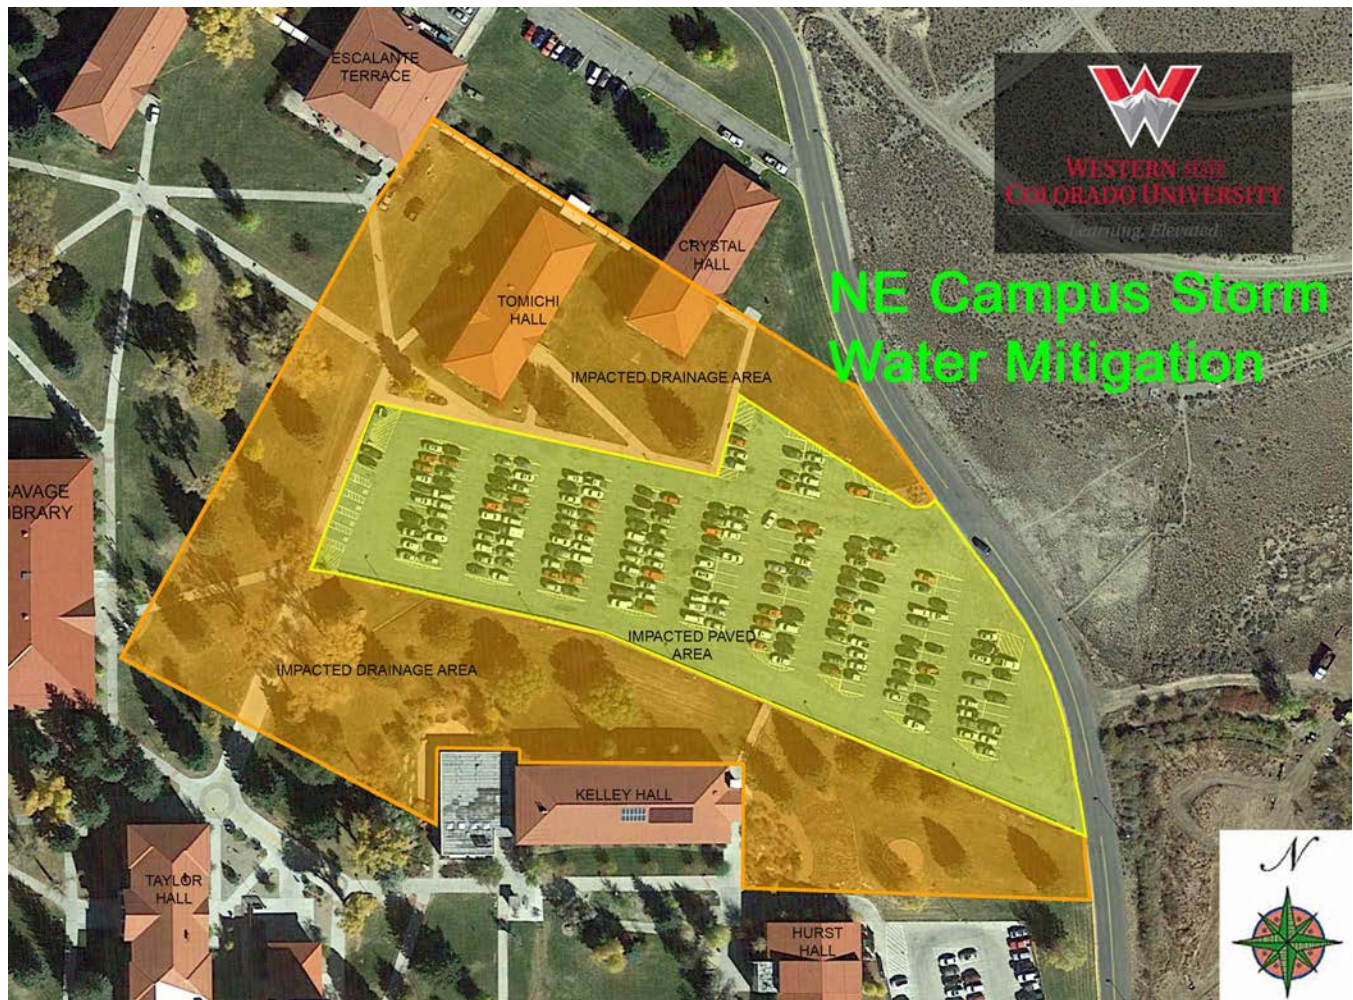 ESCALANTE
TERRACE
WESTERN STATE
COLORADO UNIVERSITY
Learning, Elevated
CRYSTAL
HALL
NE Campus Storm
Water Mitigation
TOMICHI
HALL
IMPACTED DRAINAGE AREA
SAVAGE
LIBRARY
IMPACTED PAVED
AREA
IMPACTED DRAINAGE AREA
KELLEY HALL
TAYLOR
HALL
HURST
HALL
N